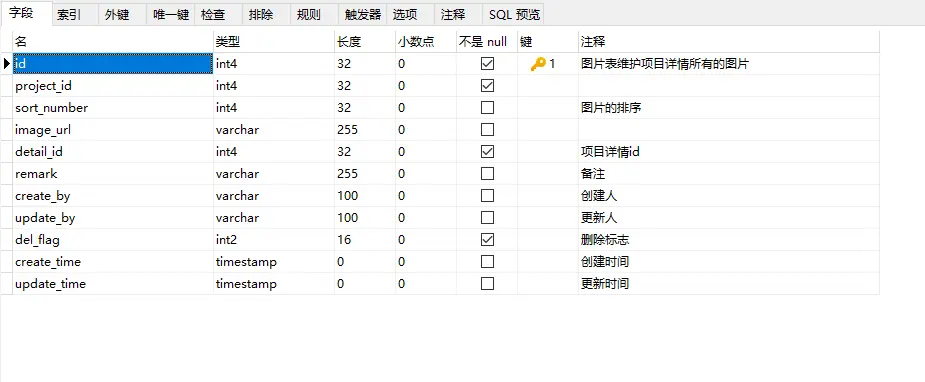 字段 索引 外键 唯一键 检查 排除 规则 触发器 选项 注释 SQL 预览
名 类型 长度 小数点 不是 null 键 注释
id int4 32 0 1 图片表维护项目详情所有的图片
project_id int4 32 0
sort_number int4 32 0 图片的排序
image_url varchar 255 0
detail_id int4 32 0 项目详情id
remark varchar 255 0 备注
create_by varchar 100 0 创建人
update_by varchar 100 0 更新人
del_flag int2 16 0 删除标志
create_time timestamp 0 0 创建时间
update_time timestamp 0 0 更新时间